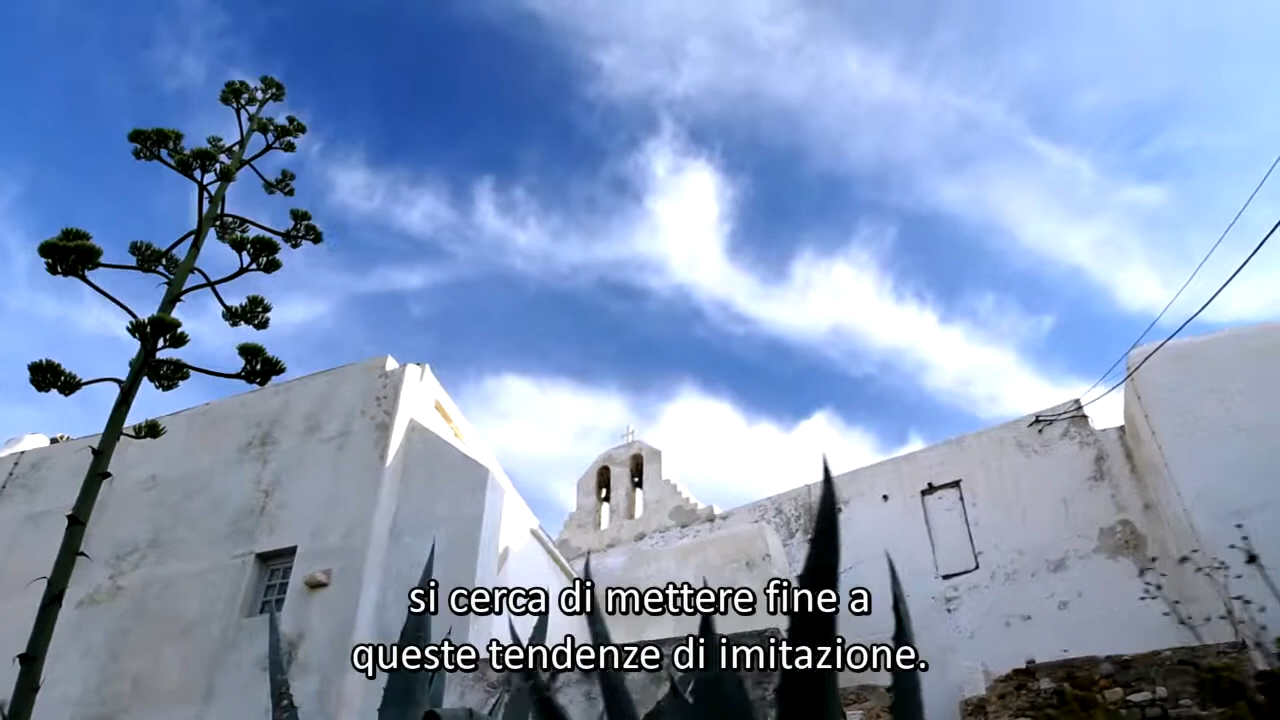 si cerca di mettere fine a
queste tendenze di imitazione.